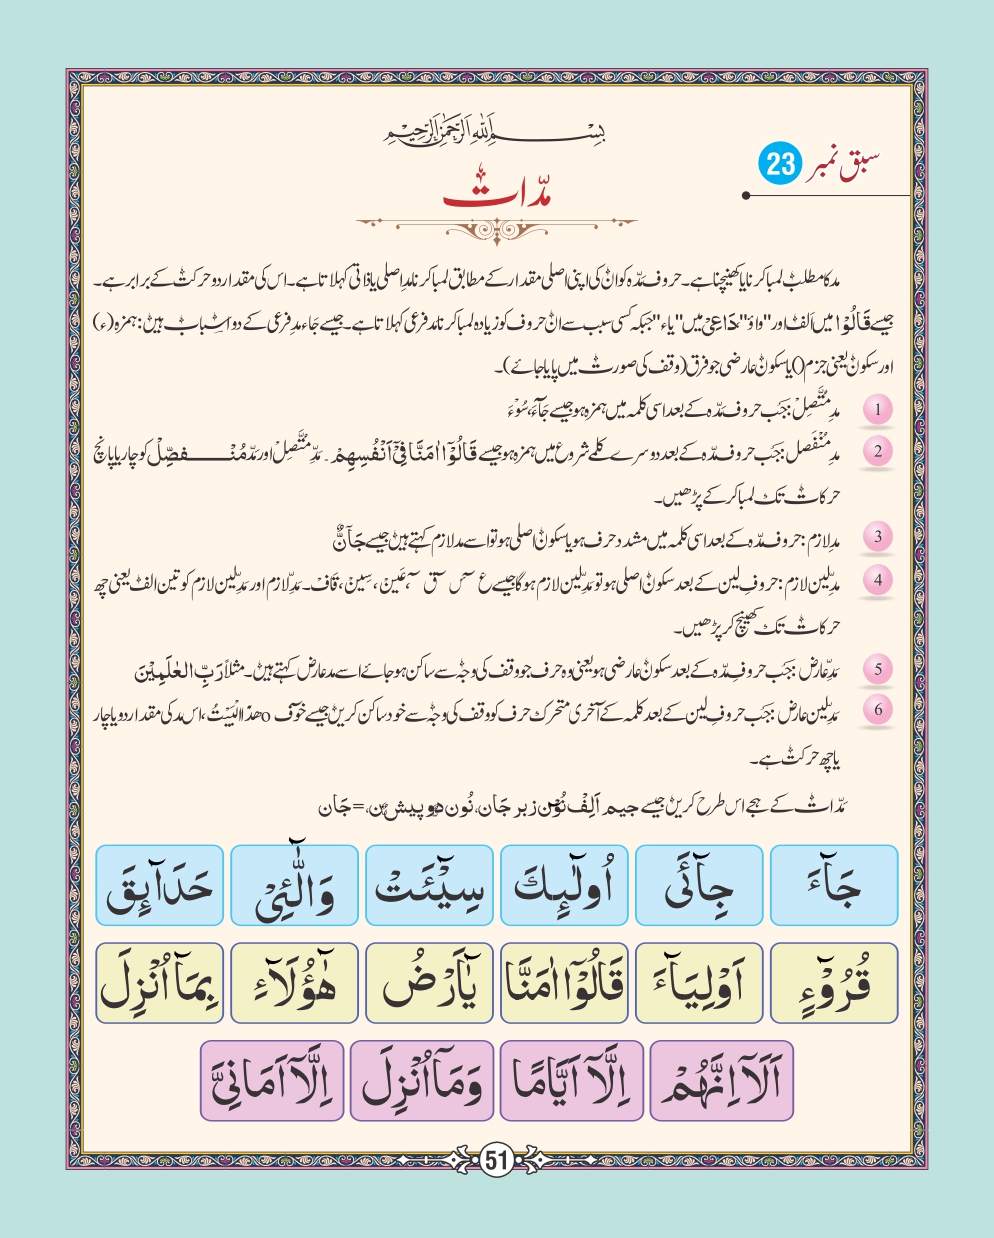 بِسْــــــمِ اللّٰهِ الرَّحْمٰنِ الرَّحِيْمِ
سبق نمبر 23
مدّات
مد کا مطلب لمبا کرنا یا کھینچنا ہے۔ حروف مدّہ کو ان کی اپنی اصلی مقدار کے مطابق لمبا کرنا مد اصلی یا ذاتی کہلاتا ہے۔ اس کی مقدار دو حرکت کے برابر ہے۔
جیسے قَالُوْا میں الف اور "واؤ" دَاعِیْ میں "یاء" جبکہ کسی سبب سے ان حروف کو زیادہ لمبا کرنا مد فرعی کہلاتا ہے۔ جیسے جاء مد فرعی کے دو اسباب ہیں: ہمزہ (ء)
اور سکون یعنی جزم () یا سکون عارضی جو فرق (وقف کی صورت میں پایا جائے)۔
1 مدِ مُتَّصِلْ: جب حروف مدّہ کے بعد اسی کلمہ میں ہمزہ ہو جیسے جَآءَ، سُوْٓءَ
2 مدِ مُنْفَصِل: جب حروف مدّہ کے بعد دوسرے کلمے شروع میں ہمزہ ہو جیسے قَالُوْٓا اٰمَنَّا فِیْٓ اَنْفُسِهِمْ۔ مدِّ مُتَّصِلْ اور مدِّ مُنْــــفصِّلْ کو چار یا پانچ
حرکات تک لمبا کر کے پڑھیں۔
3 مد لازم: حروف مدّہ کے بعد اسی کلمہ میں مشدد حرف ہو یا سکون اصلی ہو تو اسے مد لازم کہتے ہیں جیسے جَآنٌّ
4 مدِّلین لازم: حروف لین کے بعد سکون اصلی ہو تو مدِّلین لازم ہو گا جیسے ع س ق ، عَیْن، سِیْن، قَاف۔ مدِّ لازم اور مدِّلین لازم کو تین الف یعنی چھ
حرکات تک کھینچ کر پڑھیں۔
5 مدِّ عارض: جب حروفِ مدّہ کے بعد سکون عارضی ہو یعنی وہ حرف جو وقف کی وجہ سے ساکن ہو جائے اسے مد عارض کہتے ہیں۔ مثلاً رَبِّ الْعٰلَمِیْنَ
6 مدِّلین عارض: جب حروفِ لین کے بعد کلمہ کے آخری متحرک حرف کو وقف کی وجہ سے خود ساکن کریں جیسے خَوْف o ھٰذَا الْبَیْتُ، اس مد کی مقدار دو یا چار
یا چھ حرکت ہے۔
مدّات کے ہجے اس طرح کریں جیسے جیم الِفْ نُوْن زبر جَان، نُون دو پیش نٌ، = جَان
جَآءَ جِآئَیَ اُولٰٓئِكَ سِیْٓئَتْ وَالّٰٓئِیْ حَدَآئِقَ
قُرُوْٓءٍ اَوْلِیَآءَ قَالُوْٓا اٰمَنَّا یٰٓاَرْضُ هٰٓؤُلَآءِ بِمَآ اُنْزِلَ
اَلَآ اِنَّهُمْ اِلَّآ اَیَّامًا وَمَآ اُنْزِلَ اِلَّآ اَمَانِیَّ
51